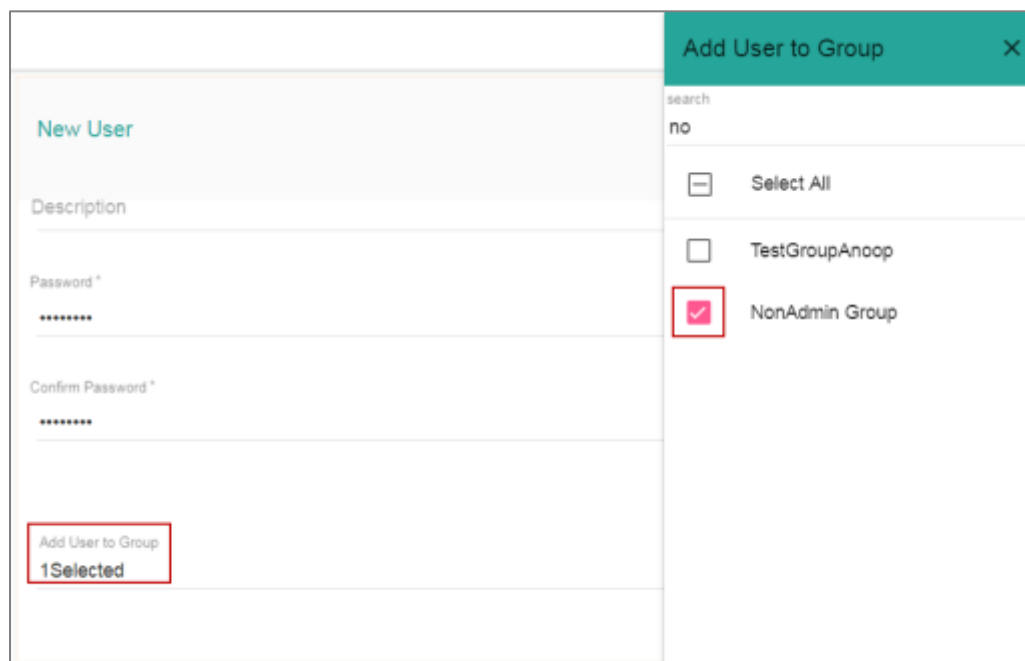 New User
Description
Password *
••••••••
Confirm Password *
••••••••
Add User to Group
1Selected
Add User to Group ×
search
no
Select All
TestGroupAnoop
NonAdmin Group